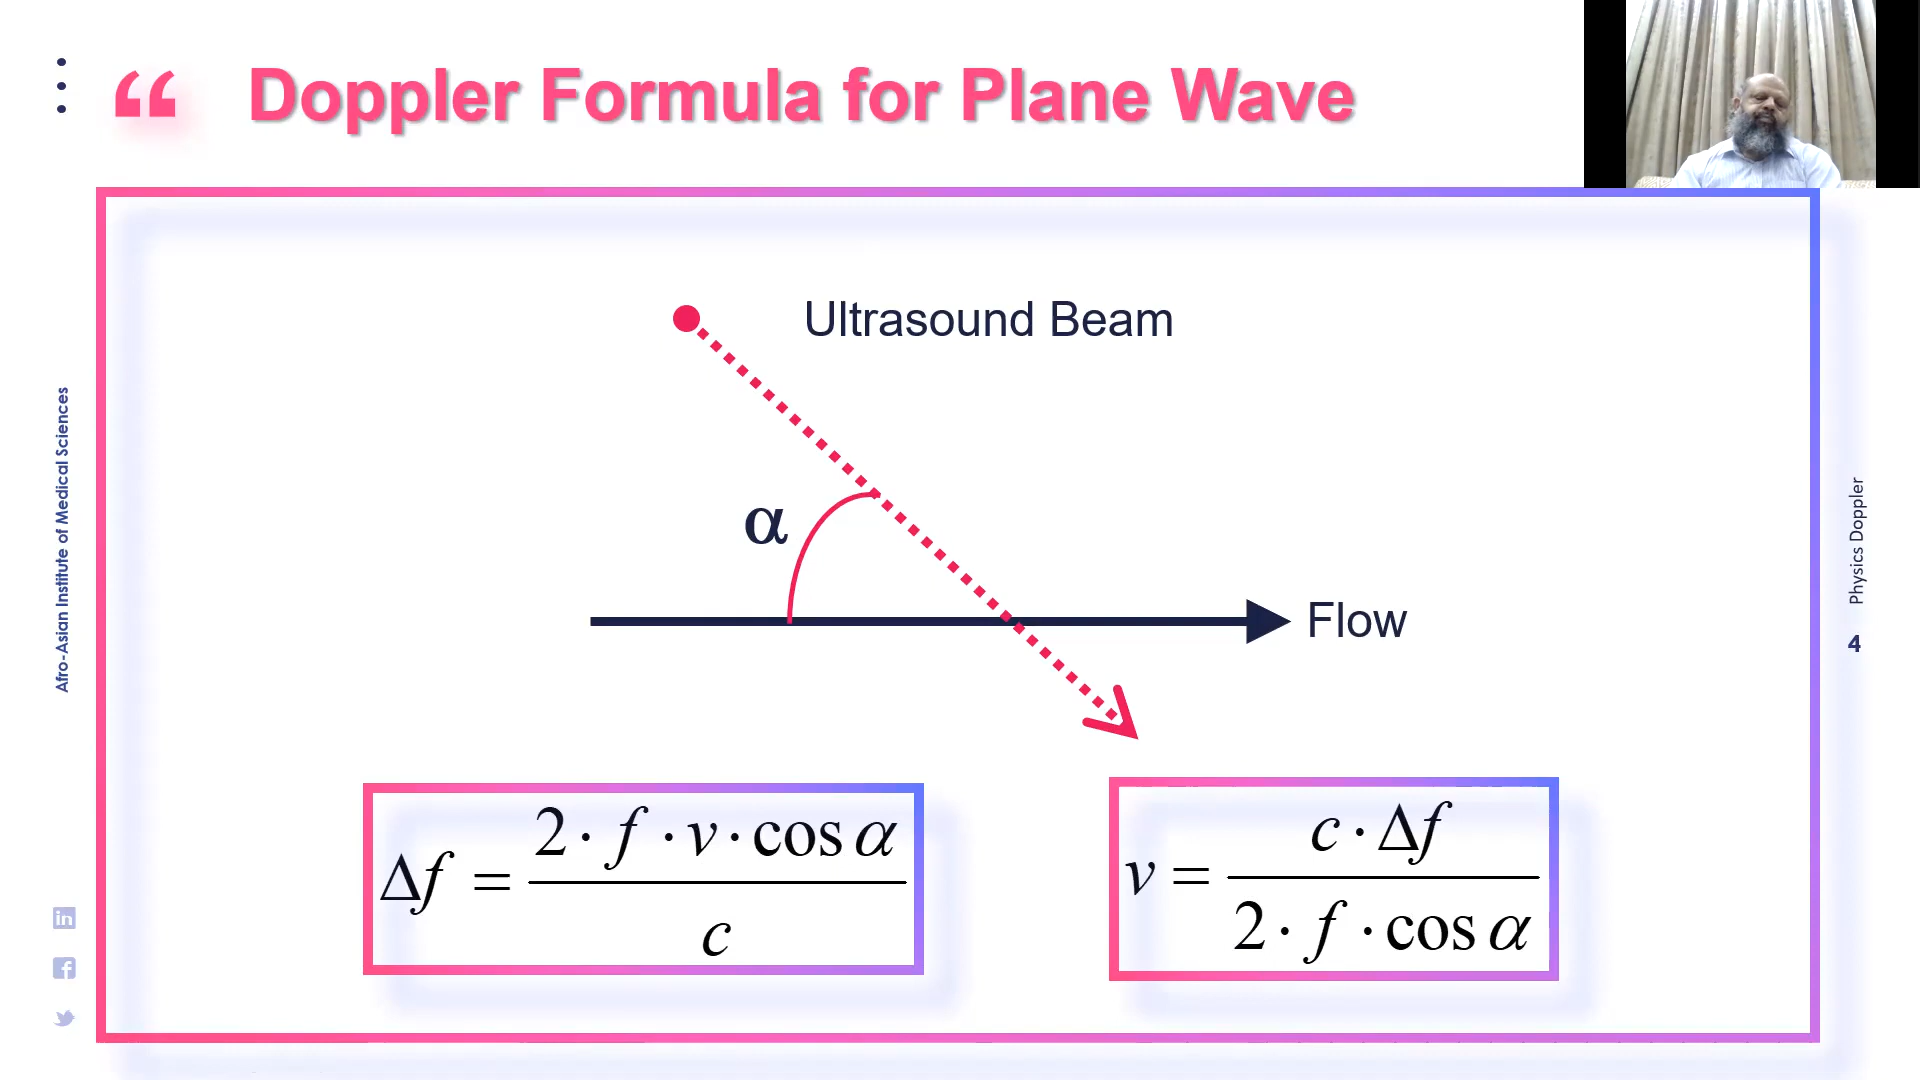 “ Doppler Formula for Plane Wave
Ultrasound Beam
α
Flow
Δf = 2 · f · v · cos α / c
v = c · Δf / 2 · f · cos α
Afro-Asian Institute of Medical Sciences
Physics Doppler
4
in
f